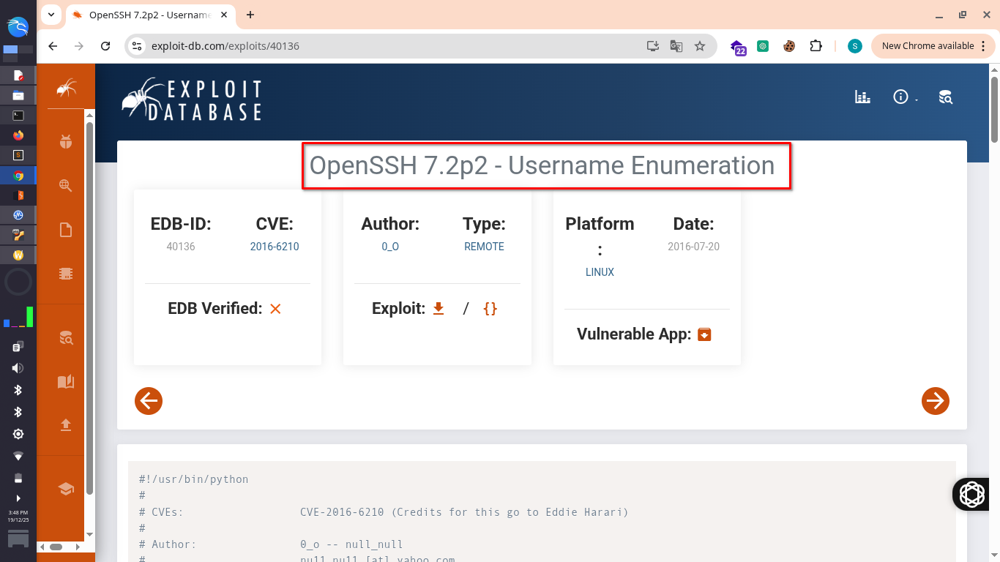 OpenSSH 7.2p2 - Username
exploit-db.com/exploits/40136
22
S
New Chrome available
EXPLOIT
DATABASE
OpenSSH 7.2p2 - Username Enumeration
EDB-ID:
40136
CVE:
2016-6210
EDB Verified:
Author:
0_O
Type:
REMOTE
Exploit: / {}
Platform
:
LINUX
Date:
2016-07-20
Vulnerable App:
#!/usr/bin/python
#
# CVEs: CVE-2016-6210 (Credits for this go to Eddie Harari)
#
# Author: 0_o -- null_null
# nu11.nu11 [at] yahoo.com
3:48 PM
19/12/25